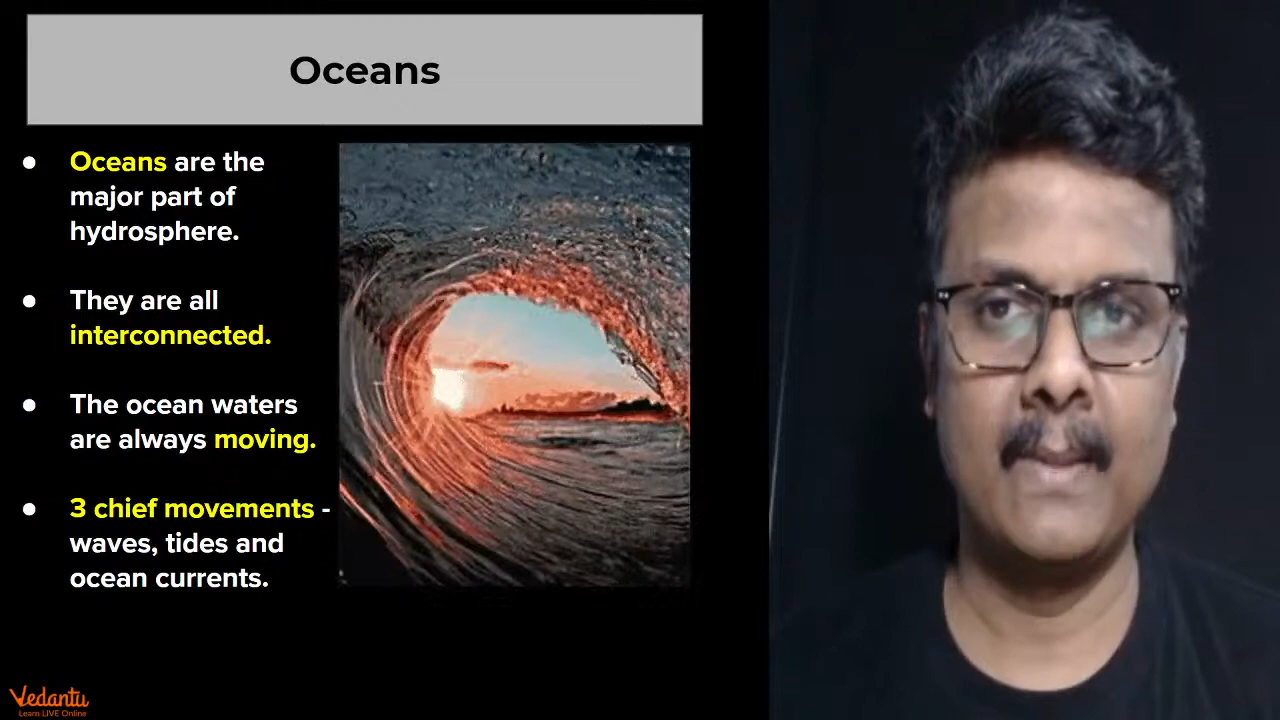 Oceans
● Oceans are the
major part of
hydrosphere.
● They are all
interconnected.
● The ocean waters
are always moving.
● 3 chief movements -
waves, tides and
ocean currents.
Vedantu
Learn LIVE Online